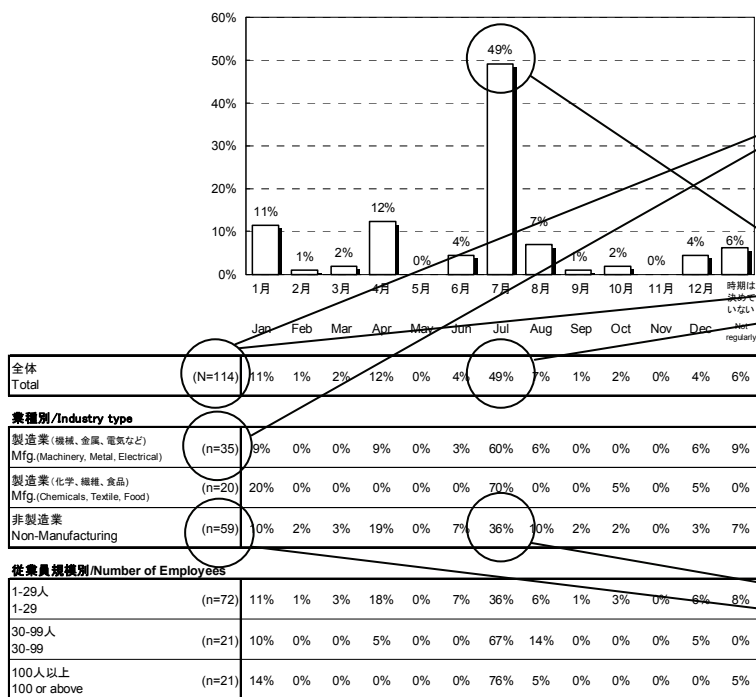 60%
50%
40%
30%
20%
10%
0%
11%
1%
2%
12%
0%
4%
49%
7%
1%
2%
0%
4%
6%
1月 2月 3月 4月 5月 6月 7月 8月 9月 10月 11月 12月 時期は
決めて
いない
Jan Feb Mar Apr May Jun Jul Aug Sep Oct Nov Dec Not
regularly
全体
Total (N=114) 11% 1% 2% 12% 0% 4% 49% 7% 1% 2% 0% 4% 6%
業種別/Industry type
製造業(機械、金属、電気など)
Mfg.(Machinery, Metal, Electrical) (n=35) 9% 0% 0% 9% 0% 3% 60% 6% 0% 0% 0% 6% 9%
製造業(化学、繊維、食品)
Mfg.(Chemicals, Textile, Food) (n=20) 20% 0% 0% 0% 0% 0% 70% 0% 0% 5% 0% 5% 0%
非製造業
Non-Manufacturing (n=59) 10% 2% 3% 19% 0% 7% 36% 10% 2% 2% 0% 3% 7%
従業員規模別/Number of Employees
1-29人
1-29 (n=72) 11% 1% 3% 18% 0% 7% 36% 6% 1% 3% 0% 6% 8%
30-99人
30-99 (n=21) 10% 0% 0% 5% 0% 0% 67% 14% 0% 0% 0% 5% 0%
100人以上
100 or above (n=21) 14% 0% 0% 0% 0% 0% 76% 5% 0% 0% 0% 0% 5%